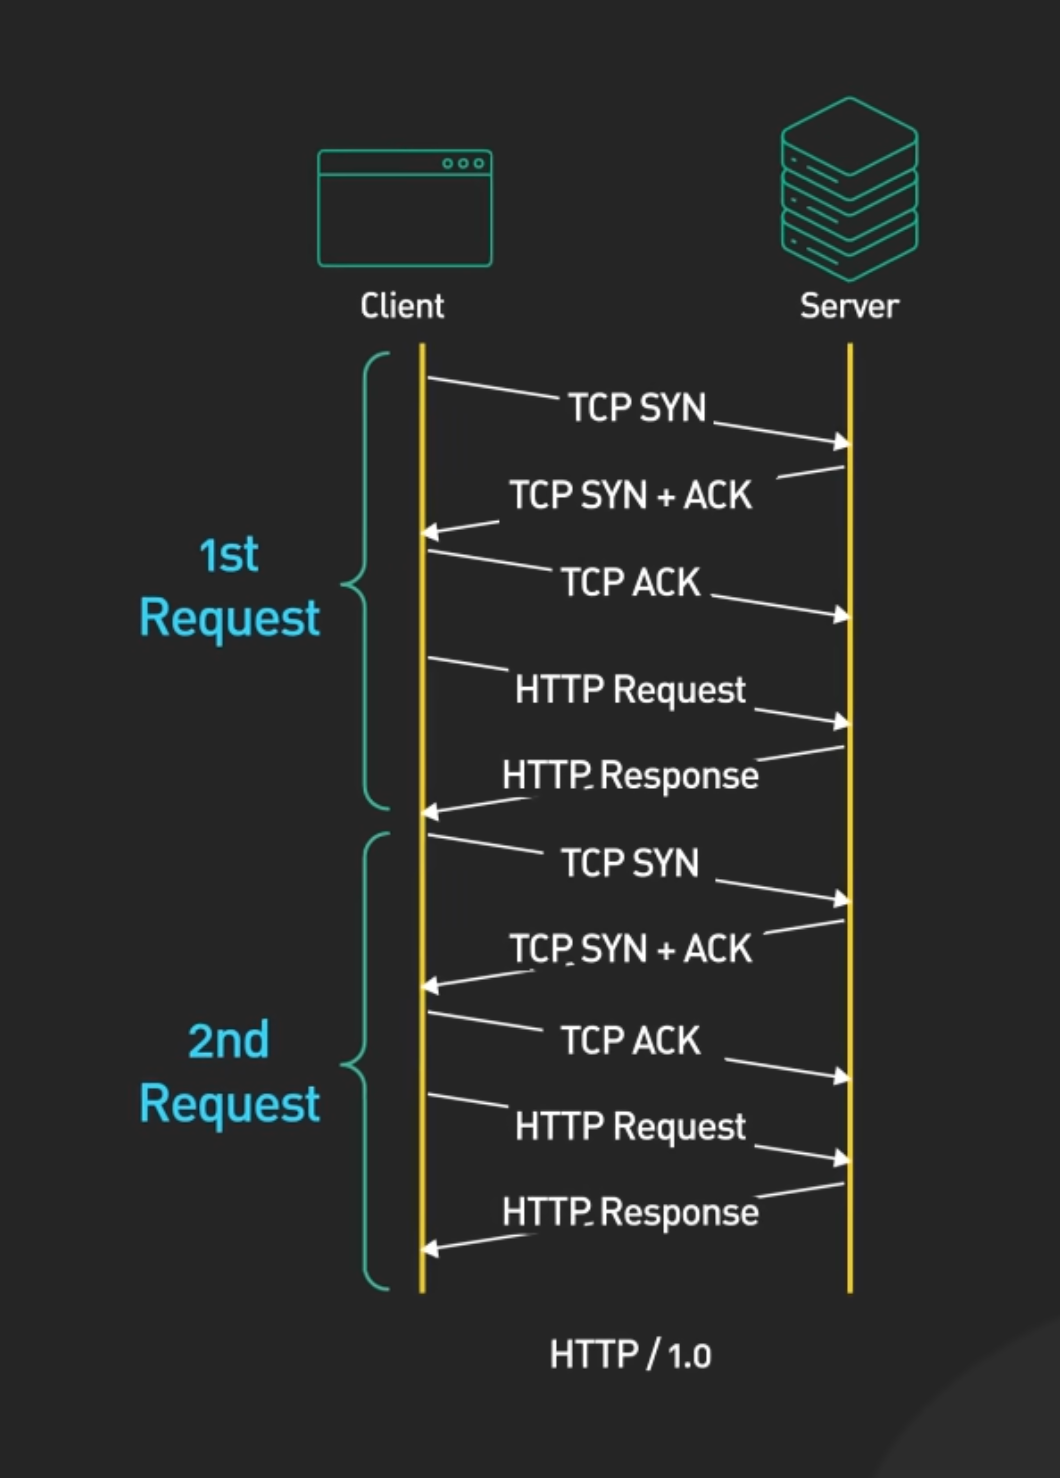 Client
Server
TCP SYN
TCP SYN + ACK
1st
Request
TCP ACK
HTTP Request
HTTP Response
TCP SYN
TCP SYN + ACK
2nd
Request
TCP ACK
HTTP Request
HTTP Response
HTTP / 1.0